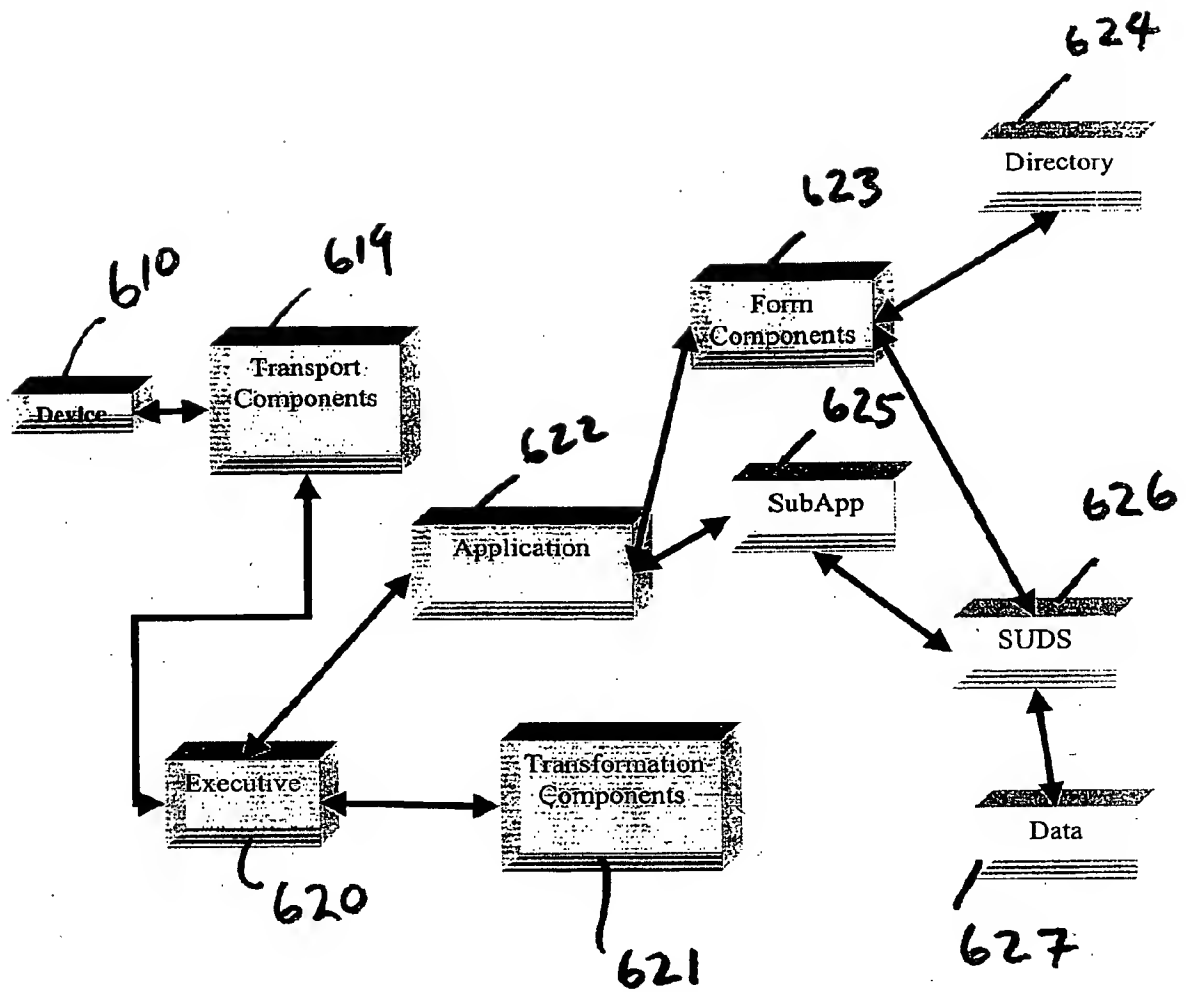 624
Directory
623
Form
Components
619
610
Transport
Components
Device
625
622
SubApp
626
Application
SUDS
Executive
Transformation
Components
Data
620
621
627